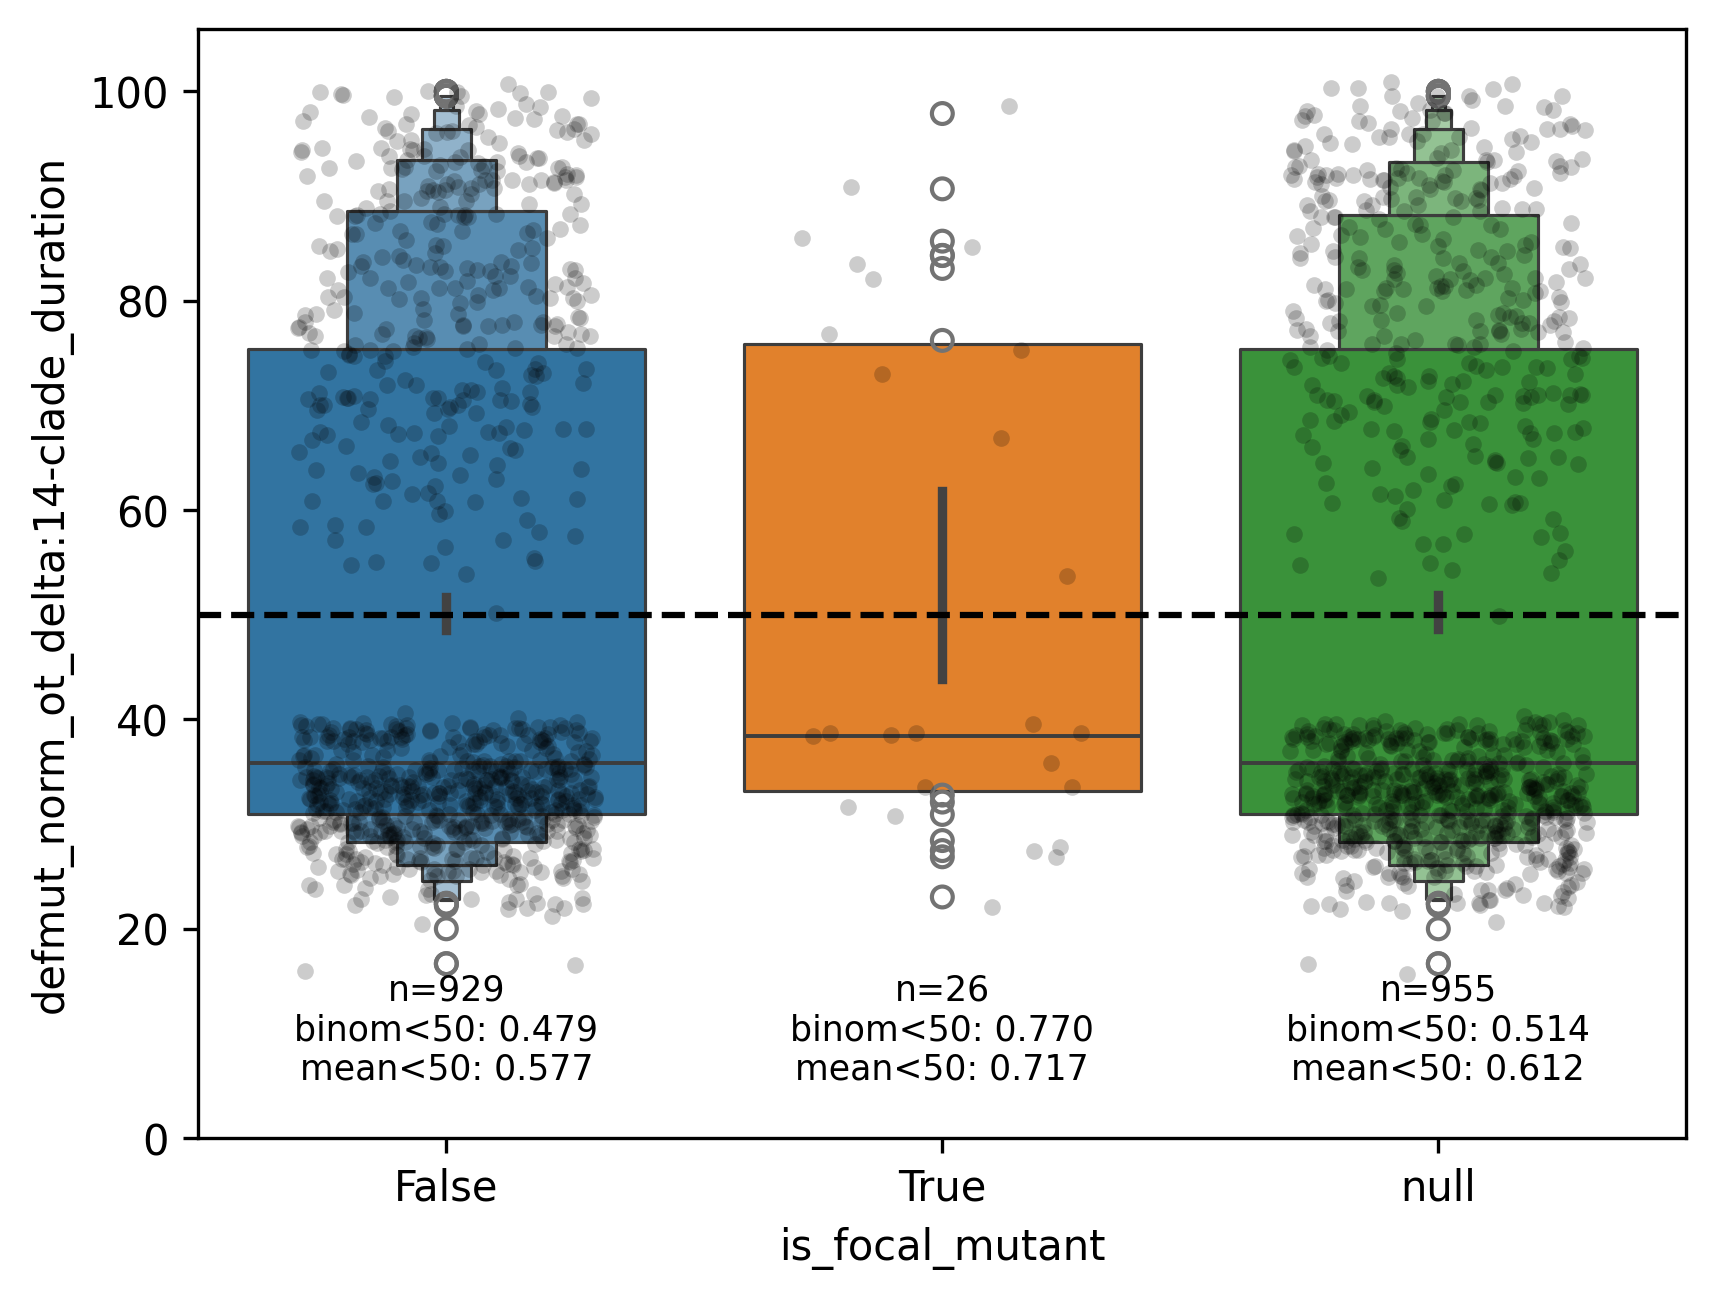 defmut_norm_ot_delta:14-clade_duration
100
80
60
40
20
0
n=929
binom<50: 0.479
mean<50: 0.577
n=26
binom<50: 0.770
mean<50: 0.717
n=955
binom<50: 0.514
mean<50: 0.612
False
True
null
is_focal_mutant